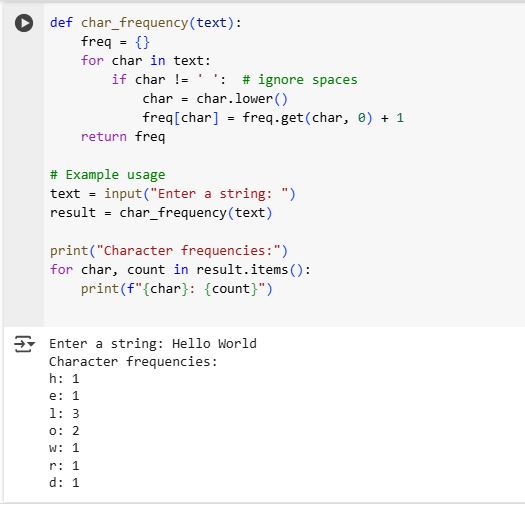 def char_frequency(text):
    freq = {}
    for char in text:
        if char != ' ':  # ignore spaces
            char = char.lower()
            freq[char] = freq.get(char, 0) + 1
    return freq

# Example usage
text = input("Enter a string: ")
result = char_frequency(text)

print("Character frequencies:")
for char, count in result.items():
    print(f"{char}: {count}")

Enter a string: Hello World
Character frequencies:
h: 1
e: 1
l: 3
o: 2
w: 1
r: 1
d: 1